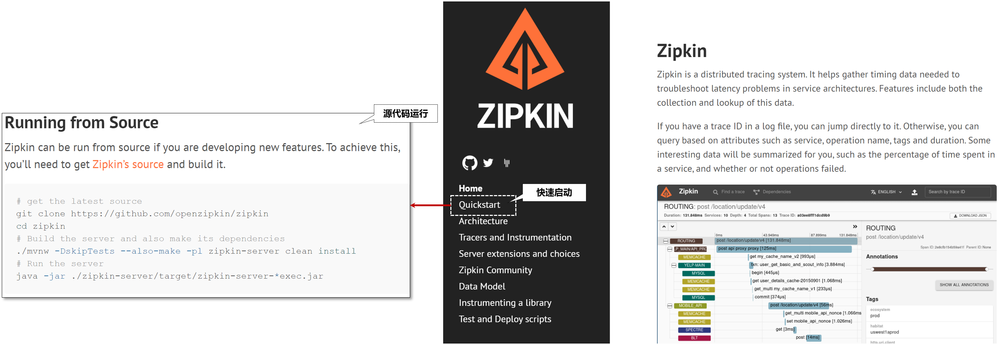 源代码运行
Running from Source
Zipkin can be run from source if you are developing new features. To achieve this,
you’ll need to get Zipkin’s source and build it.
# get the latest source
git clone https://github.com/openzipkin/zipkin
cd zipkin
# Build the server and also make its dependencies
./mvnw -DskipTests --also-make -pl zipkin-server clean install
# Run the server
java -jar ./zipkin-server/target/zipkin-server-*exec.jar
ZIPKIN
Home
快速启动
Quickstart
Architecture
Tracers and Instrumentation
Server extensions and choices
Zipkin Community
Data Model
Instrumenting a library
Test and Deploy scripts
Zipkin
Zipkin is a distributed tracing system. It helps gather timing data needed to
troubleshoot latency problems in service architectures. Features include both the
collection and lookup of this data.
If you have a trace ID in a log file, you can jump directly to it. Otherwise, you can
query based on attributes such as service, operation name, tags and duration. Some
interesting data will be summarized for you, such as the percentage of time spent in
a service, and whether or not operations failed.
Zipkin Find a trace Dependencies ENGLISH Search by trace ID
ROUTING: post /location/update/v4
Duration: 131.848ms Services: 10 Depth: 4 Total Spans: 13 Trace ID: a03ee8fff1dcd9b9 DOWNLOAD JSON
0ms 43.949ms 87.899ms 131.848ms
ROUTING post /location/update/v4 [131.848ms]
LP_MAIN/API_PRO post api proxy proxy [125ms]
MEMCACHE get my_cache_name_v2 [993µs]
YELP-MAIN txn: user_get_basic_and_scout_info [3.884ms]
MYSQL begin [445µs]
MEMCACHE get user_details_cache-20150901 [1.068ms]
MEMCACHE get_multi my_cache_name_v1 [233µs]
MYSQL commit [374µs]
MOBILE_API post /location/update/v4 [56ms]
MEMCACHE get_multi mobile_api_nonce [1.066ms
MEMCACHE set mobile_api_nonce [1.026ms]
SPECTRE get [3ms]
BLT post [14ms]
ROUTING
post /location/update/v4
Span ID: 2e8cfb154b59a41f Parent ID: None
Annotations
SHOW ALL ANNOTATIONS
Tags
ecosystem
prod
habitat
uswest1aprod
http.uri.client